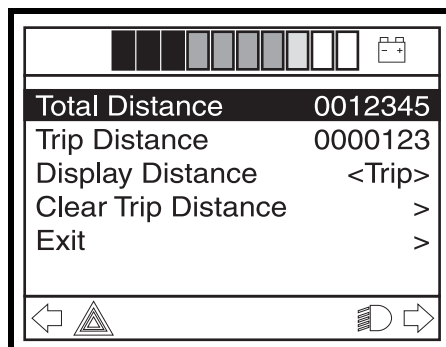 Total Distance 0012345
Trip Distance 0000123
Display Distance <Trip>
Clear Trip Distance >
Exit >